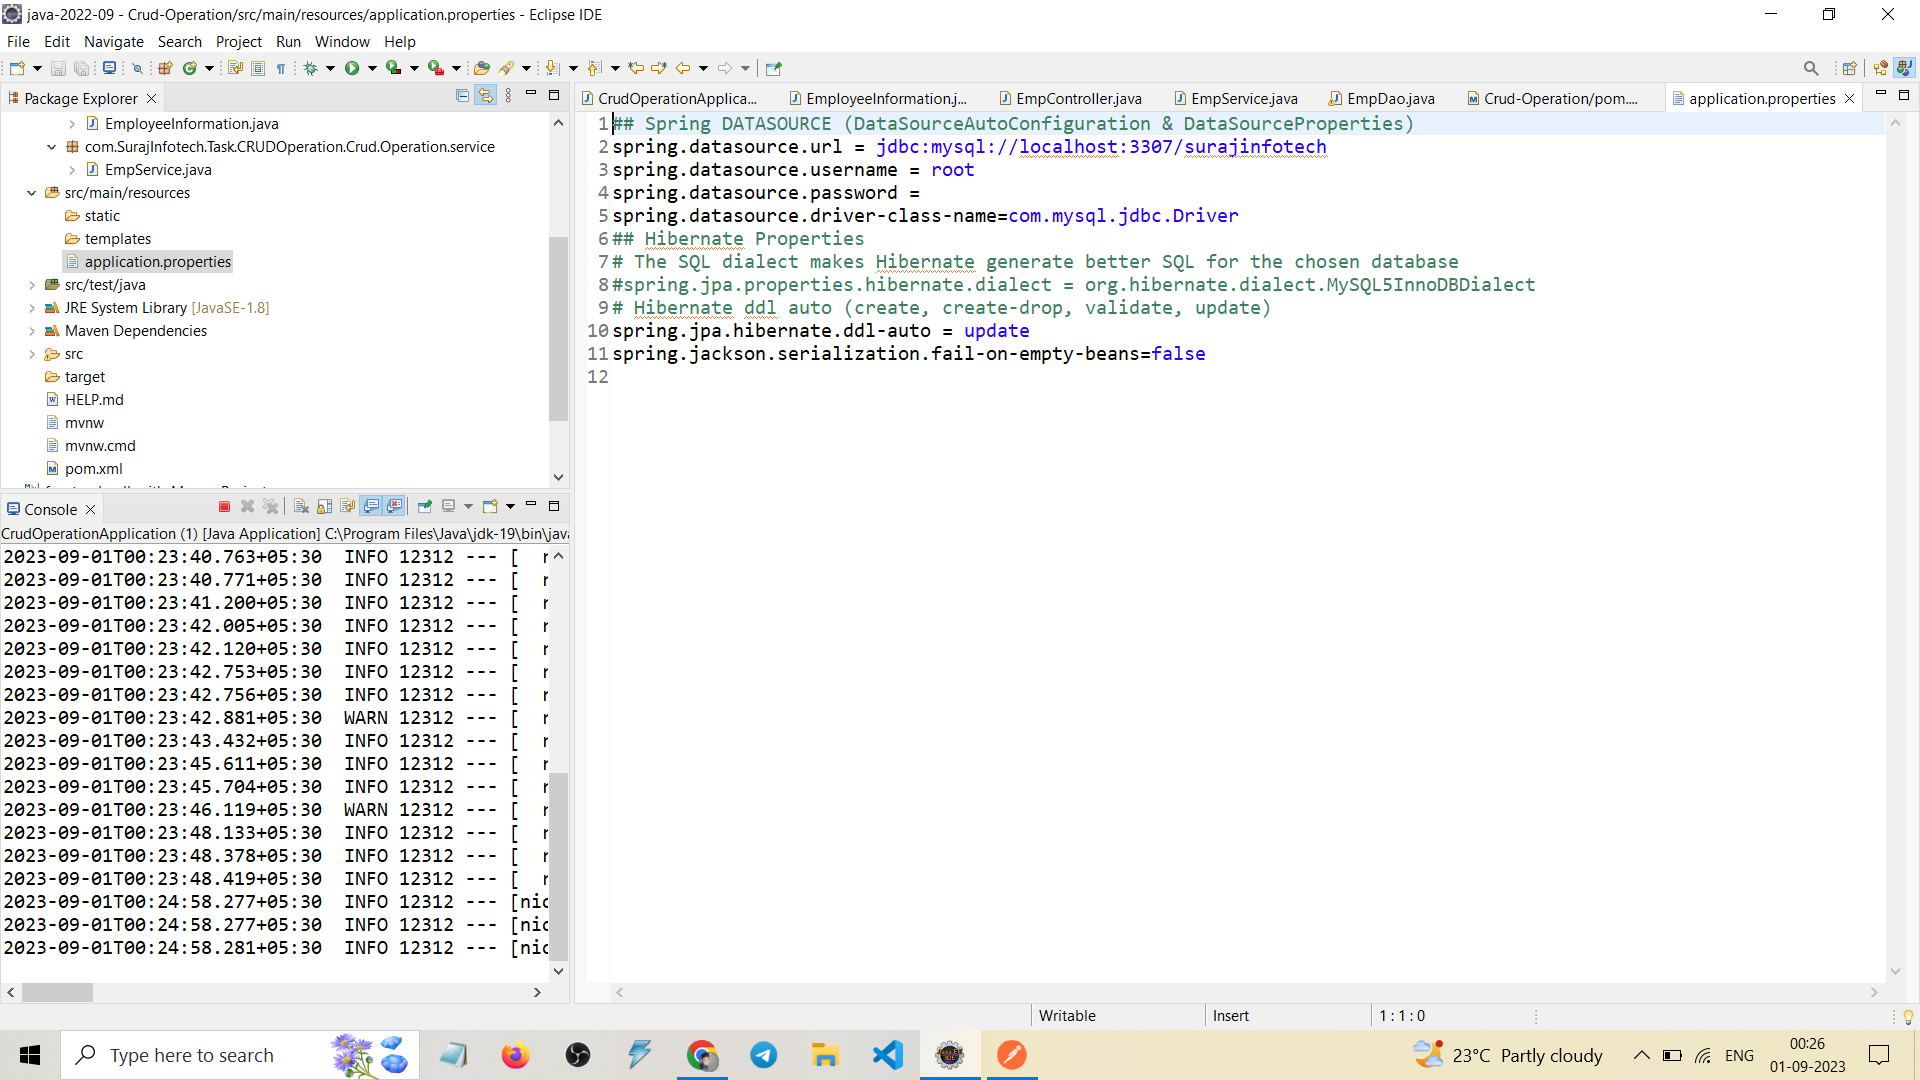 java-2022-09 - Crud-Operation/src/main/resources/application.properties - Eclipse IDE
File Edit Navigate Search Project Run Window Help
Package Explorer
EmployeeInformation.java
com.SurajInfotech.Task.CRUDOperation.Crud.Operation.service
EmpService.java
src/main/resources
static
templates
application.properties
src/test/java
JRE System Library [JavaSE-1.8]
Maven Dependencies
src
target
HELP.md
mvnw
mvnw.cmd
pom.xml
CrudOperationApplica... EmployeeInformation.j... EmpController.java EmpService.java EmpDao.java Crud-Operation/pom.... application.properties
1 ## Spring DATASOURCE (DataSourceAutoConfiguration & DataSourceProperties)
2 spring.datasource.url = jdbc:mysql://localhost:3307/surajinfotech
3 spring.datasource.username = root
4 spring.datasource.password =
5 spring.datasource.driver-class-name=com.mysql.jdbc.Driver
6 ## Hibernate Properties
7 # The SQL dialect makes Hibernate generate better SQL for the chosen database
8 #spring.jpa.properties.hibernate.dialect = org.hibernate.dialect.MySQL5InnoDBDialect
9 # Hibernate ddl auto (create, create-drop, validate, update)
10 spring.jpa.hibernate.ddl-auto = update
11 spring.jackson.serialization.fail-on-empty-beans=false
12
Console
CrudOperationApplication (1) [Java Application] C:\Program Files\Java\jdk-19\bin\java
2023-09-01T00:23:40.763+05:30 INFO 12312 --- [ r
2023-09-01T00:23:40.771+05:30 INFO 12312 --- [ r
2023-09-01T00:23:41.200+05:30 INFO 12312 --- [ r
2023-09-01T00:23:42.005+05:30 INFO 12312 --- [ r
2023-09-01T00:23:42.120+05:30 INFO 12312 --- [ r
2023-09-01T00:23:42.753+05:30 INFO 12312 --- [ r
2023-09-01T00:23:42.756+05:30 INFO 12312 --- [ r
2023-09-01T00:23:42.881+05:30 WARN 12312 --- [ r
2023-09-01T00:23:43.432+05:30 INFO 12312 --- [ r
2023-09-01T00:23:45.611+05:30 INFO 12312 --- [ r
2023-09-01T00:23:45.704+05:30 INFO 12312 --- [ r
2023-09-01T00:23:46.119+05:30 WARN 12312 --- [ r
2023-09-01T00:23:48.133+05:30 INFO 12312 --- [ r
2023-09-01T00:23:48.378+05:30 INFO 12312 --- [ r
2023-09-01T00:23:48.419+05:30 INFO 12312 --- [ r
2023-09-01T00:24:58.277+05:30 INFO 12312 --- [nio
2023-09-01T00:24:58.277+05:30 INFO 12312 --- [nio
2023-09-01T00:24:58.281+05:30 INFO 12312 --- [nio
Writable Insert 1 : 1 : 0
Type here to search
23°C Partly cloudy
ENG
00:26
01-09-2023